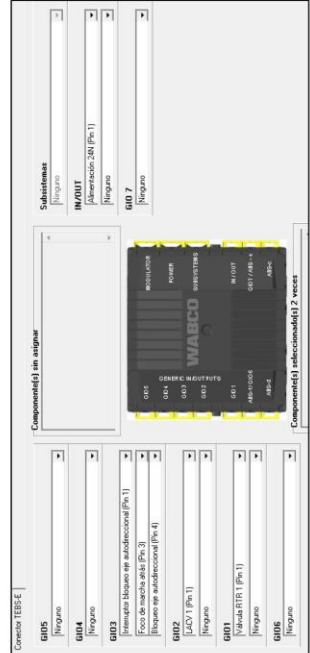 Conector TEBS-E
GIO5
Ninguno
GIO4
Ninguno
GIO3
Interruptor bloqueo eje autodireccional (Pin 1)
Foco de marcha atrás (Pin 3)
Bloqueo eje autodireccional (Pin 4)
GIO2
LACV 1 (Pin 1)
Ninguno
GIO1
Válvula RTR 1 (Pin 1)
Ninguno
GIO6
Ninguno
Componente(s) sin asignar
GENERIC IN/OUTPUTS
GIO5
GIO4
GIO3
GIO2
GIO1
ABS-f/GIO6
ABS-d
WABCO
MODULATOR
POWER
SUBSYSTEMS
IN / OUT
GIO7 / ABS-e
ABS-c
Componente(s) seleccionado(s) 2 veces
Subsistemas
Ninguno
IN/OUT
Alimentación 24N (Pin 1)
Ninguno
GIO 7
Ninguno